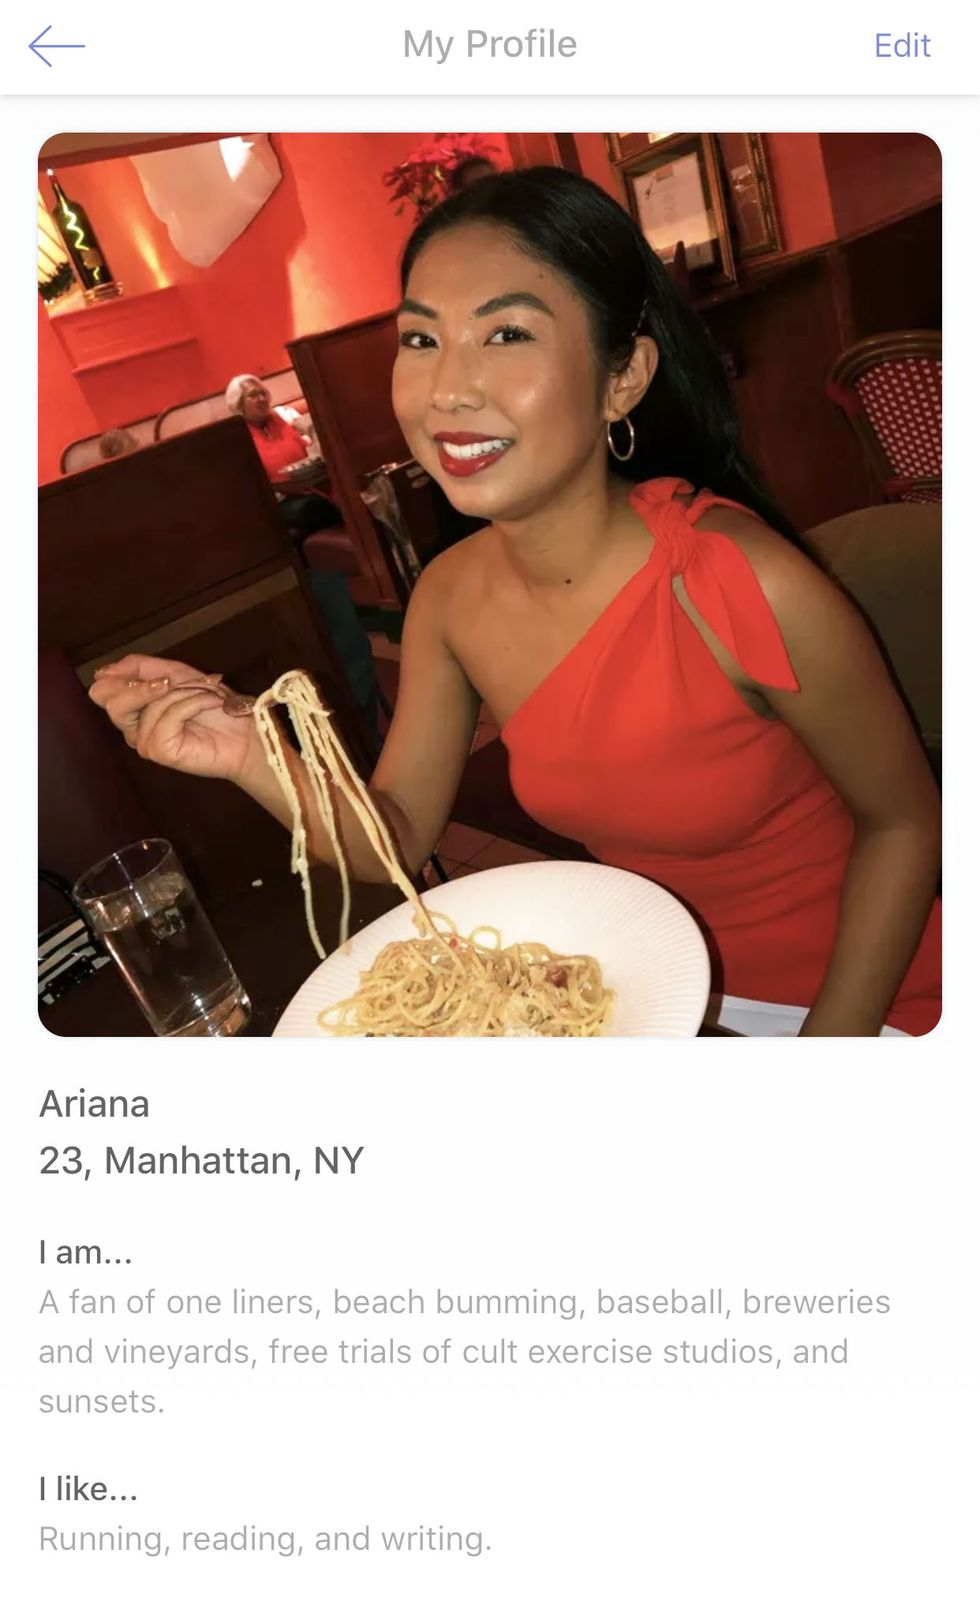 My Profile
Edit
Ariana
23, Manhattan, NY
I am...
A fan of one liners, beach bumming, baseball, breweries
and vineyards, free trials of cult exercise studios, and
sunsets.
I like...
Running, reading, and writing.